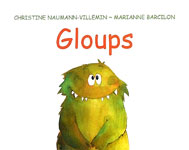 CHRISTINE NAUMANN-VILLEMIN – MARIANNE BARCILON
Gloups